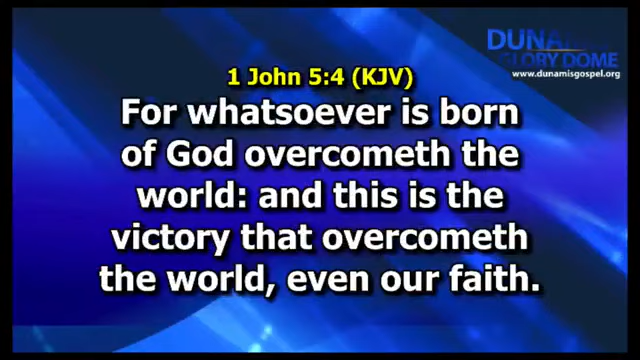 DUNAMIS
GLORY DOME
www.dunamisgospel.org
1 John 5:4 (KJV)
For whatsoever is born
of God overcometh the
world: and this is the
victory that overcometh
the world, even our faith.